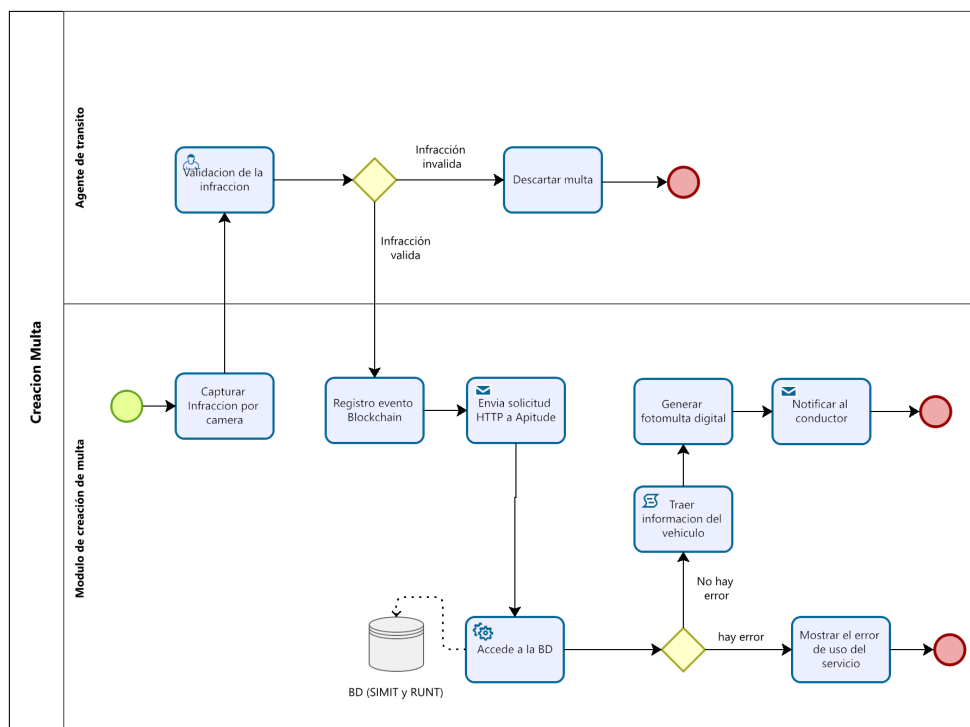 Creacion Multa
Agente de transito
Validacion de la
infraccion
Infracción
invalida
Descartar multa
Infracción
valida
Modulo de creación de multa
Capturar
Infraccion por
camera
Registro evento
Blockchain
Envia solicitud
HTTP a Apitude
Generar
fotomulta digital
Notificar al
conductor
Traer
informacion del
vehiculo
No hay
error
Accede a la BD
hay error
Mostrar el error
de uso del
servicio
BD (SIMIT y RUNT)